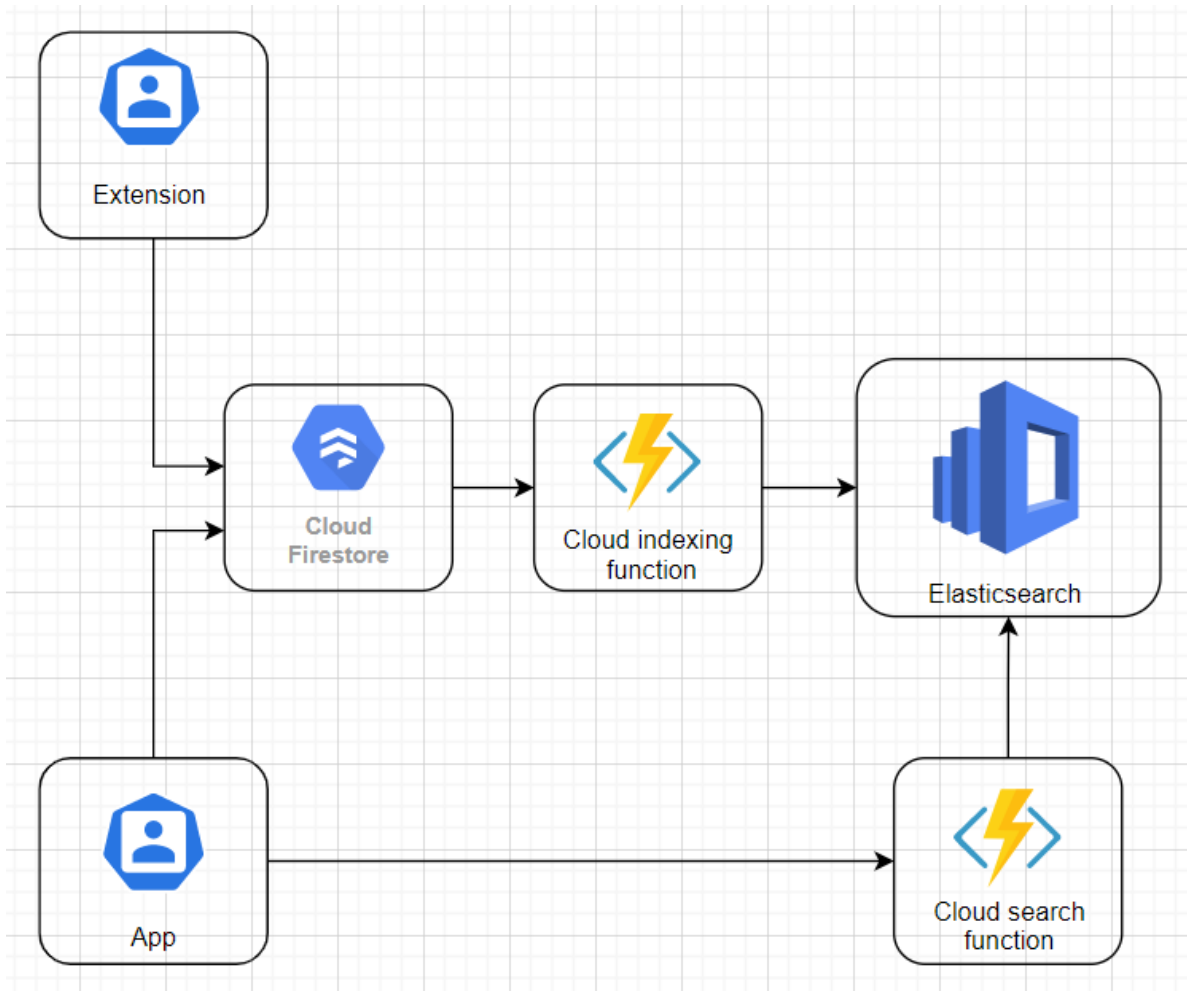 Extension
Cloud
Firestore
Cloud indexing
function
Elasticsearch
App
Cloud search
function